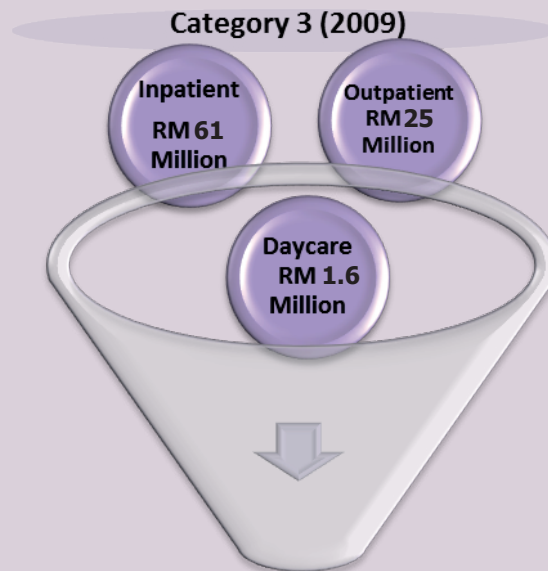 Category 3 (2009)
Inpatient
RM 61
Million
Outpatient
RM 25
Million
Daycare
RM 1.6
Million